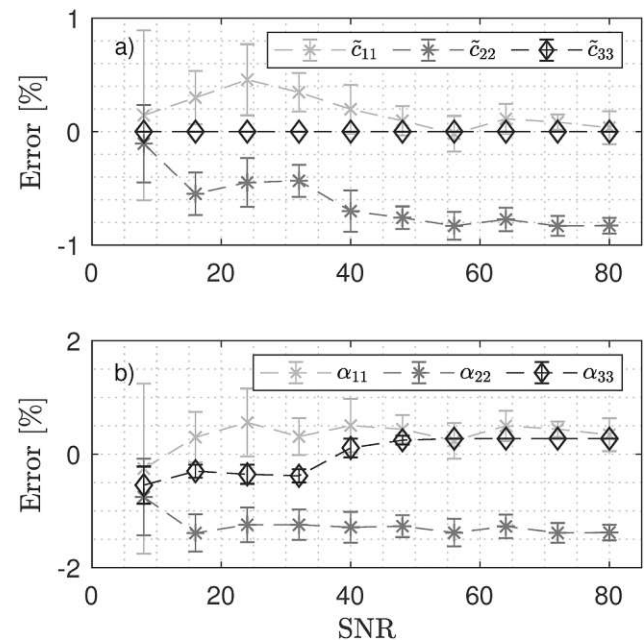 1
a)
c̃₁₁ c̃₂₂ c̃₃₃
Error [%]
0
-1
0 20 40 60 80
2
b)
α₁₁ α₂₂ α₃₃
Error [%]
0
-2
0 20 40 60 80
SNR